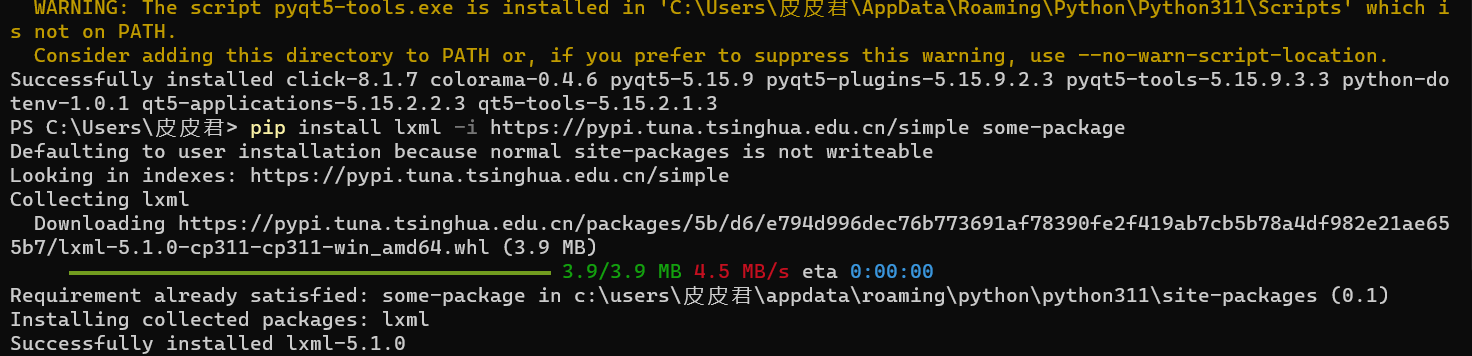 WARNING: The script pyqt5-tools.exe is installed in 'C:\Users\皮皮君\AppData\Roaming\Python\Python311\Scripts' which i
s not on PATH.
Consider adding this directory to PATH or, if you prefer to suppress this warning, use --no-warn-script-location.
Successfully installed click-8.1.7 colorama-0.4.6 pyqt5-5.15.9 pyqt5-plugins-5.15.9.2.3 pyqt5-tools-5.15.9.3.3 python-do
tenv-1.0.1 qt5-applications-5.15.2.2.3 qt5-tools-5.15.2.1.3
PS C:\Users\皮皮君> pip install lxml -i https://pypi.tuna.tsinghua.edu.cn/simple some-package
Defaulting to user installation because normal site-packages is not writeable
Looking in indexes: https://pypi.tuna.tsinghua.edu.cn/simple
Collecting lxml
Downloading https://pypi.tuna.tsinghua.edu.cn/packages/5b/d6/e794d996dec76b773691af78390fe2f419ab7cb5b78a4df982e21ae65
5b7/lxml-5.1.0-cp311-cp311-win_amd64.whl (3.9 MB)
3.9/3.9 MB 4.5 MB/s eta 0:00:00
Requirement already satisfied: some-package in c:\users\皮皮君\appdata\roaming\python\python311\site-packages (0.1)
Installing collected packages: lxml
Successfully installed lxml-5.1.0